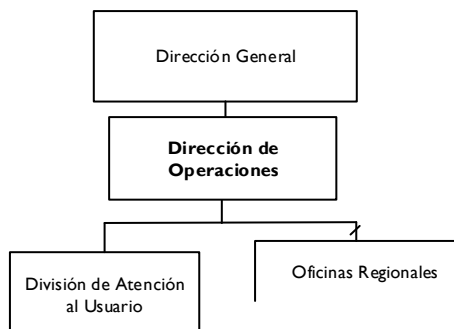 Dirección General
Dirección de
Operaciones
División de Atención
al Usuario
Oficinas Regionales